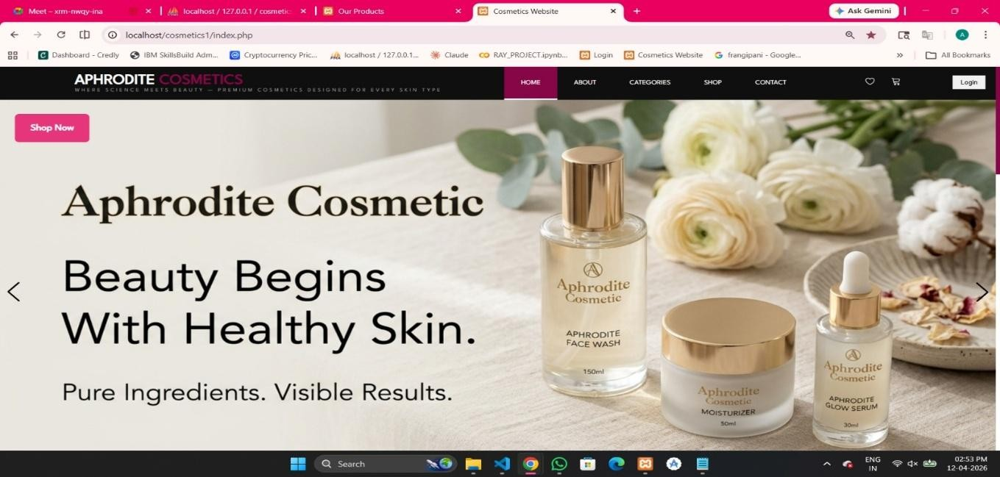 Meet – xrm-nwqy-ina
localhost / 127.0.0.1 / cosmetic
Our Products
Cosmetics Website
Ask Gemini
localhost/cosmetics1/index.php
A
Dashboard - Credly
IBM SkillsBuild Adm...
Cryptocurrency Pric...
localhost / 127.0.0.1...
Claude
RAY_PROJECT.ipynb...
Login
Cosmetics Website
frangipani - Google...
»
All Bookmarks
APHRODITE COSMETICS
WHERE SCIENCE MEETS BEAUTY — PREMIUM COSMETICS DESIGNED FOR EVERY SKIN TYPE
HOME
ABOUT
CATEGORIES
SHOP
CONTACT
Login
Shop Now
Aphrodite Cosmetic
Beauty Begins
With Healthy Skin.
Pure Ingredients. Visible Results.
Aphrodite
Cosmetic
APHRODITE
FACE WASH
150ml
Aphrodite
Cosmetic
MOISTURIZER
50ml
Aphrodite
Cosmetic
APHRODITE
GLOW SERUM
30ml
Search
ENG
IN
02:53 PM
12-04-2026